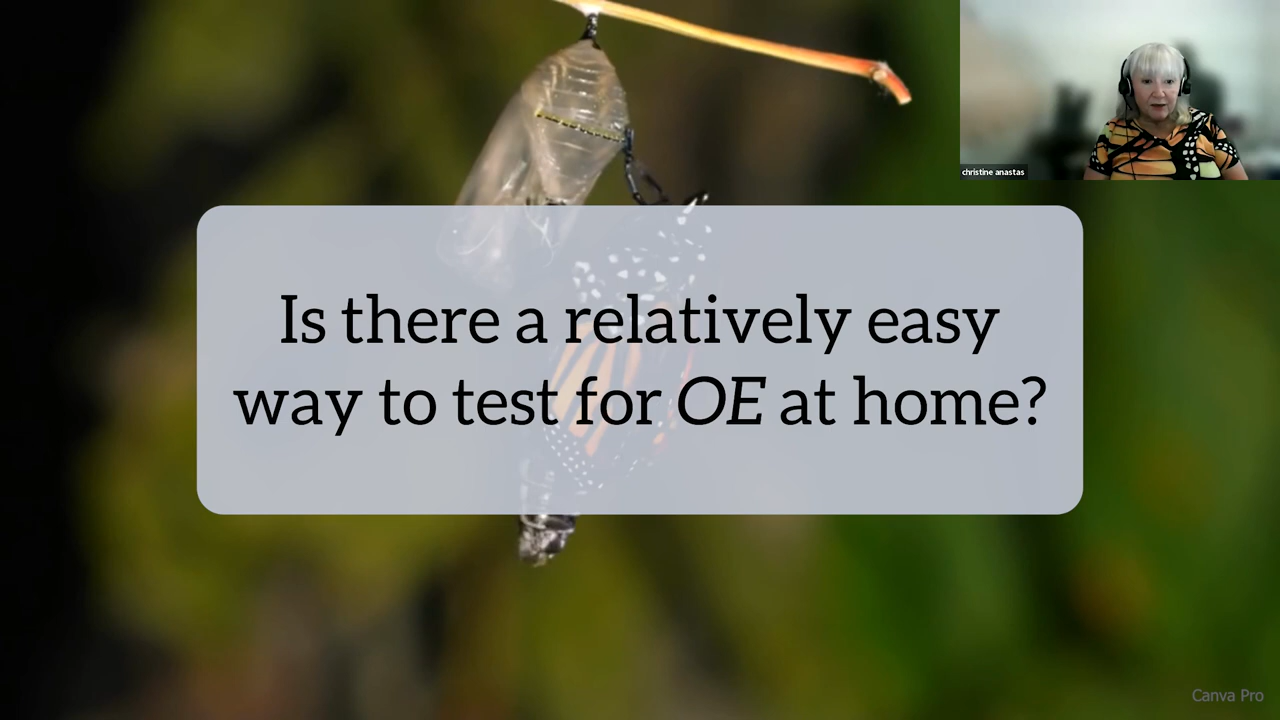 christine anastas
Is there a relatively easy
way to test for OE at home?
Canva Pro